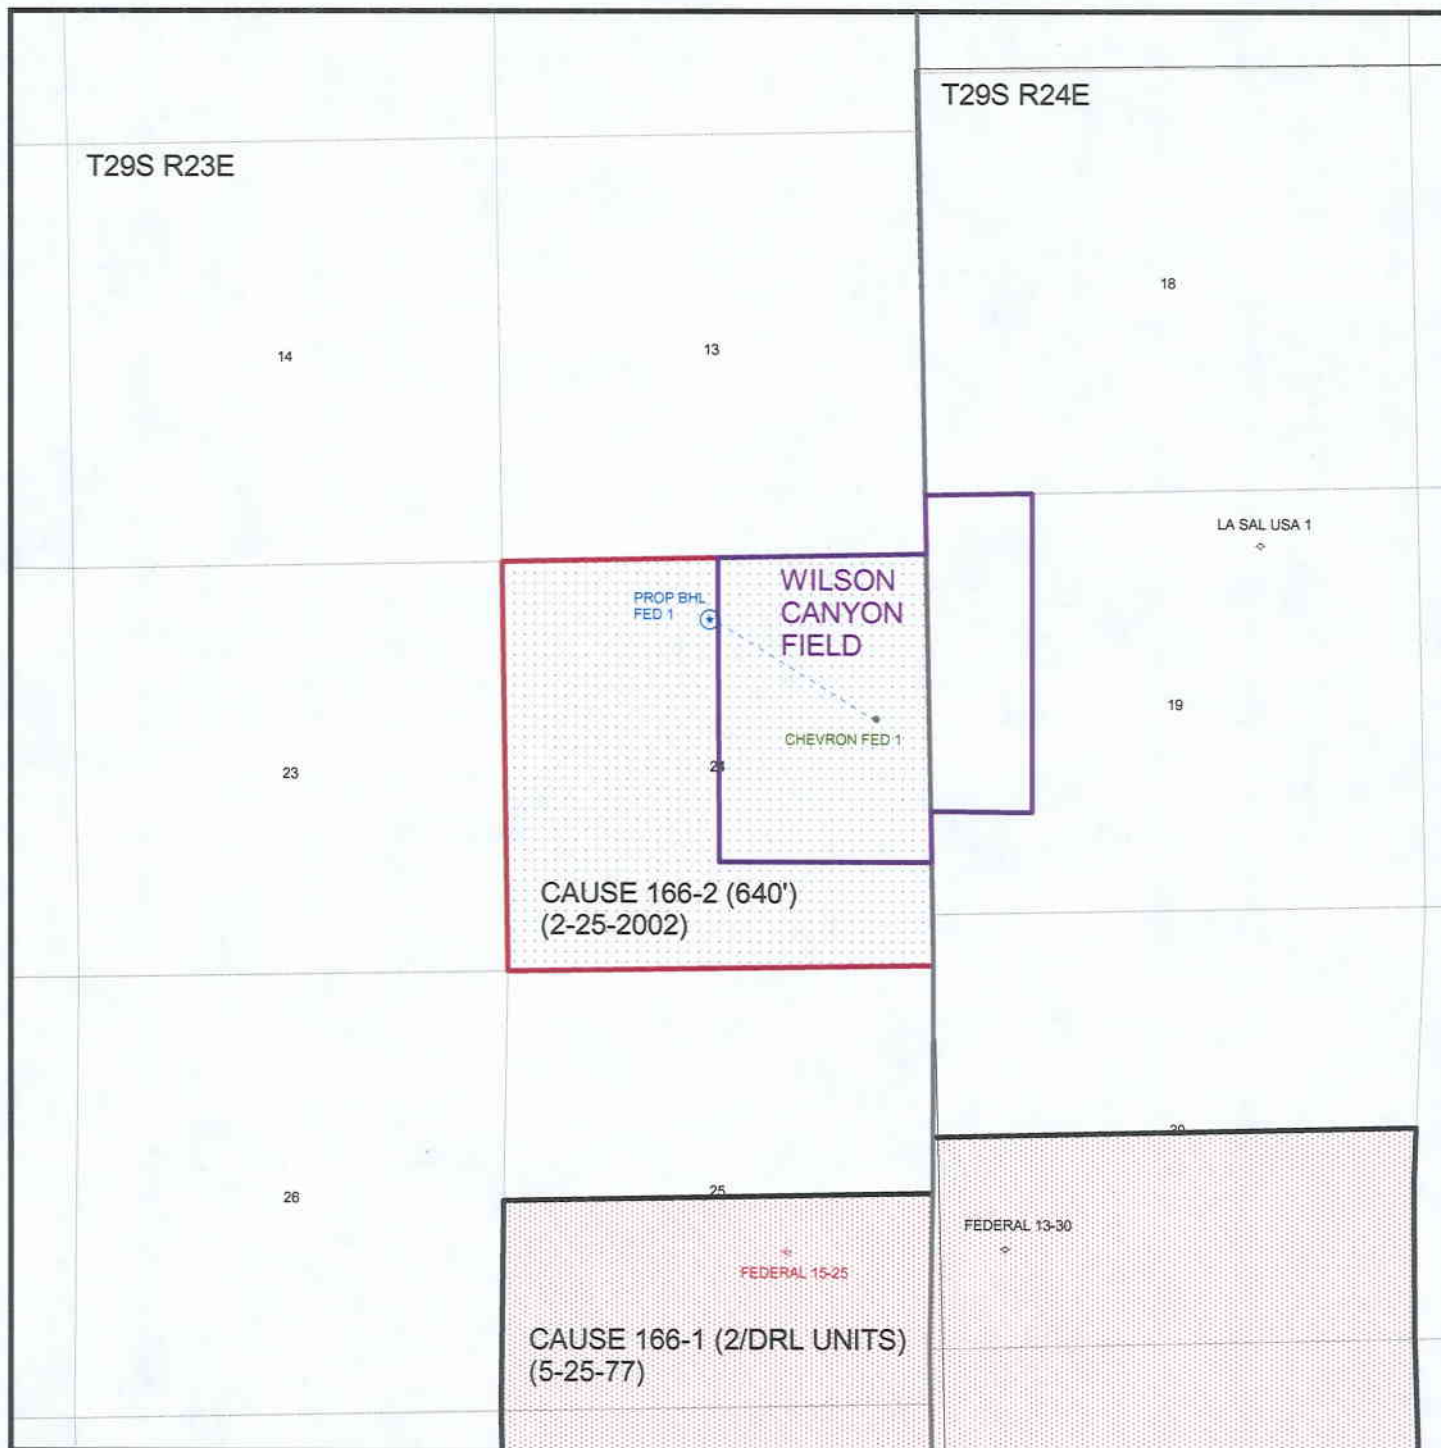 T29S R24E
T29S R23E
18
13
14
LA SAL USA 1
WILSON
CANYON
FIELD
PROP BHL
FED 1
19
CHEVRON FED 1
24
23
CAUSE 166-2 (640')
(2-25-2002)
30
25
26
FEDERAL 13-30
FEDERAL 15-25
CAUSE 166-1 (2/DRL UNITS)
(5-25-77)